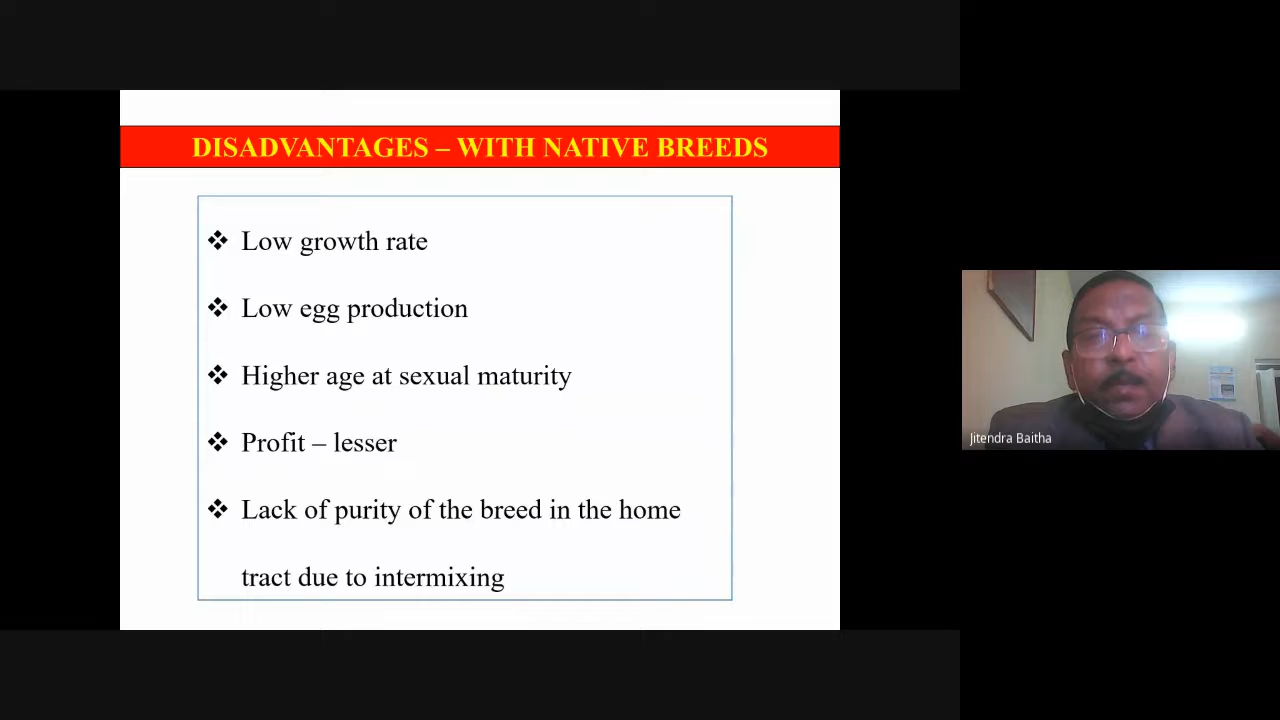 DISADVANTAGES – WITH NATIVE BREEDS
❖ Low growth rate
❖ Low egg production
❖ Higher age at sexual maturity
❖ Profit – lesser
❖ Lack of purity of the breed in the home
tract due to intermixing
Jitendra Baitha